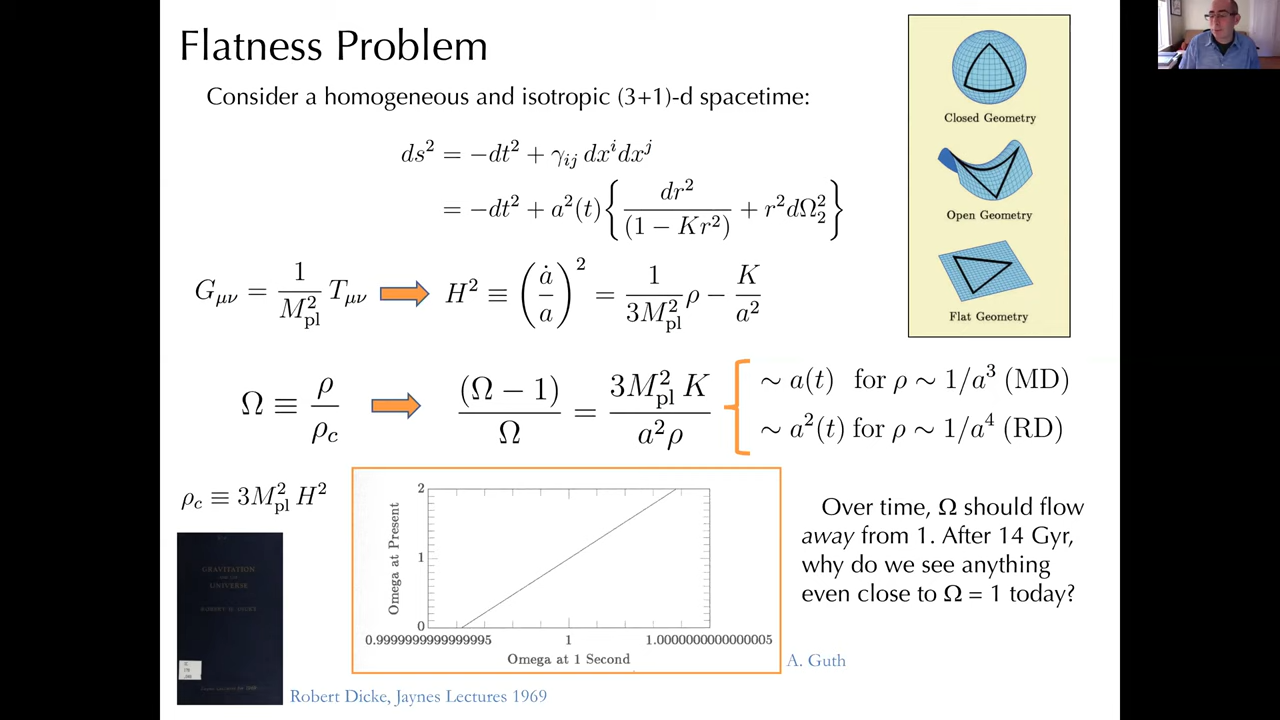 Flatness Problem
Consider a homogeneous and isotropic (3+1)-d spacetime:
ds² = −dt² + γᵢⱼ dxⁱdxʲ
= −dt² + a²(t) { dr² / (1 − Kr²) + r²dΩ₂² }
G_μν = 1/M_pl² T_μν
H² ≡ (ȧ/a)² = 1/(3M_pl²) ρ − K/a²
Ω ≡ ρ/ρ_c
(Ω − 1)/Ω = 3M_pl² K / a²ρ
∼ a(t) for ρ ∼ 1/a³ (MD)
∼ a²(t) for ρ ∼ 1/a⁴ (RD)
ρ_c ≡ 3M_pl² H²
Closed Geometry
Open Geometry
Flat Geometry
Omega at Present
2
1
0
0.9999999999999995
1
1.0000000000000005
Omega at 1 Second
A. Guth
Over time, Ω should flow
away from 1. After 14 Gyr,
why do we see anything
even close to Ω = 1 today?
GRAVITATION
UNIVERSE
Robert Dicke, Jaynes Lectures 1969